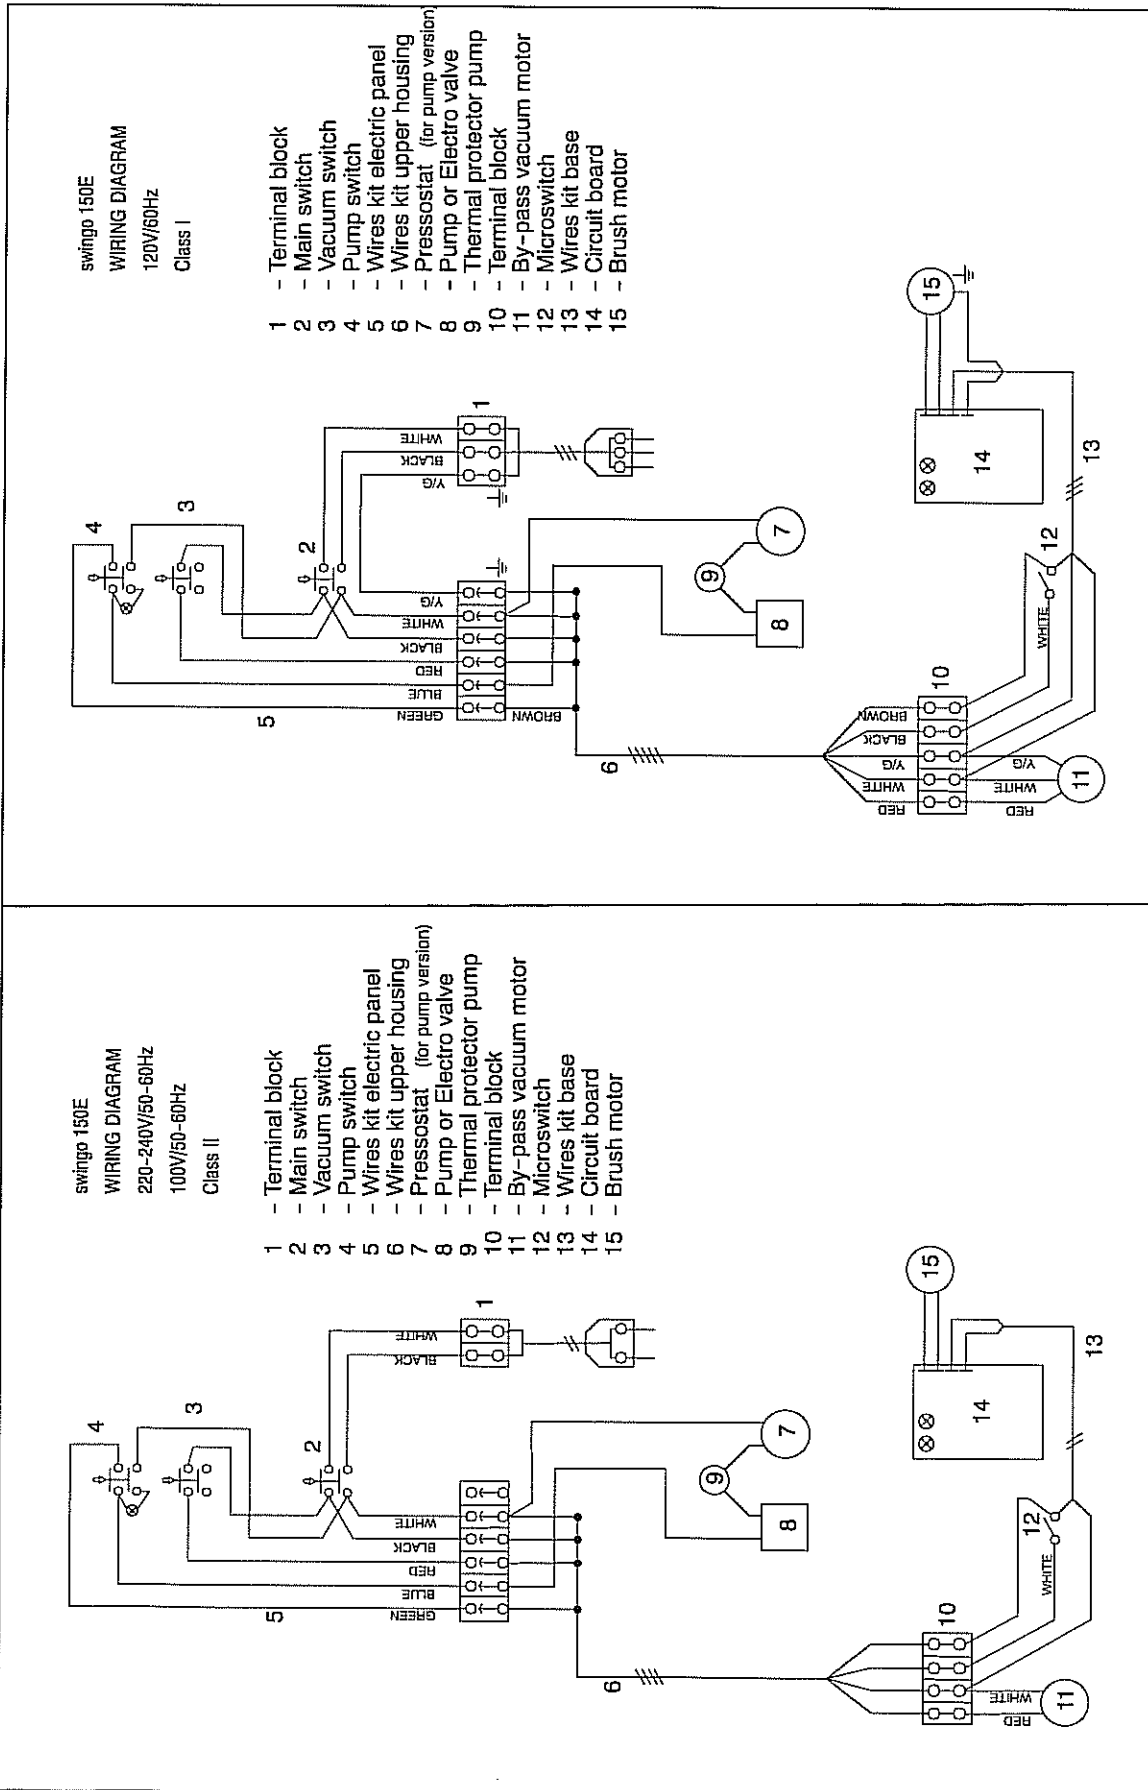 swingo 150E
WIRING DIAGRAM
220-240V/50-60Hz
100V/50-60Hz
Class II
1 - Terminal block
2 - Main switch
3 - Vacuum switch
4 - Pump switch
5 - Wires kit electric panel
6 - Wires kit upper housing
7 - Pressostat (for pump version)
8 - Pump or Electro valve
9 - Thermal protector pump
10 - Terminal block
11 - By-pass vacuum motor
12 - Microswitch
13 - Wires kit base
14 - Circuit board
15 - Brush motor
4
3
5
2
GREEN
BLUE
RED
BLACK
WHITE
BLACK
WHITE
1
6
8
9
7
10
RED
WHITE
11
WHITE
12
13
14
15
swingo 150E
WIRING DIAGRAM
120V/60Hz
Class I
1 - Terminal block
2 - Main switch
3 - Vacuum switch
4 - Pump switch
5 - Wires kit electric panel
6 - Wires kit upper housing
7 - Pressostat (for pump version)
8 - Pump or Electro valve
9 - Thermal protector pump
10 - Terminal block
11 - By-pass vacuum motor
12 - Microswitch
13 - Wires kit base
14 - Circuit board
15 - Brush motor
4
3
5
2
GREEN
BLUE
RED
BLACK
WHITE
Y/G
Y/G
BLACK
WHITE
1
BROWN
6
8
9
7
RED
WHITE
Y/G
BLACK
BROWN
10
RED
WHITE
Y/G
11
WHITE
12
13
14
15